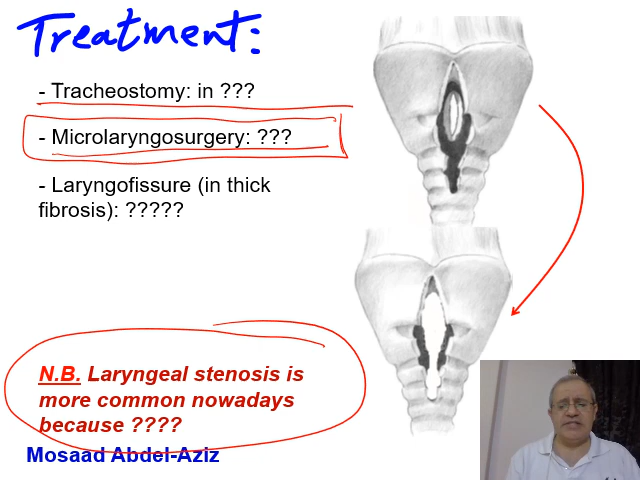 Treatment:
- Tracheostomy: in ???
- Microlaryngosurgery: ???
- Laryngofissure (in thick
fibrosis): ?????
N.B. Laryngeal stenosis is
more common nowadays
because ????
Mosaad Abdel-Aziz